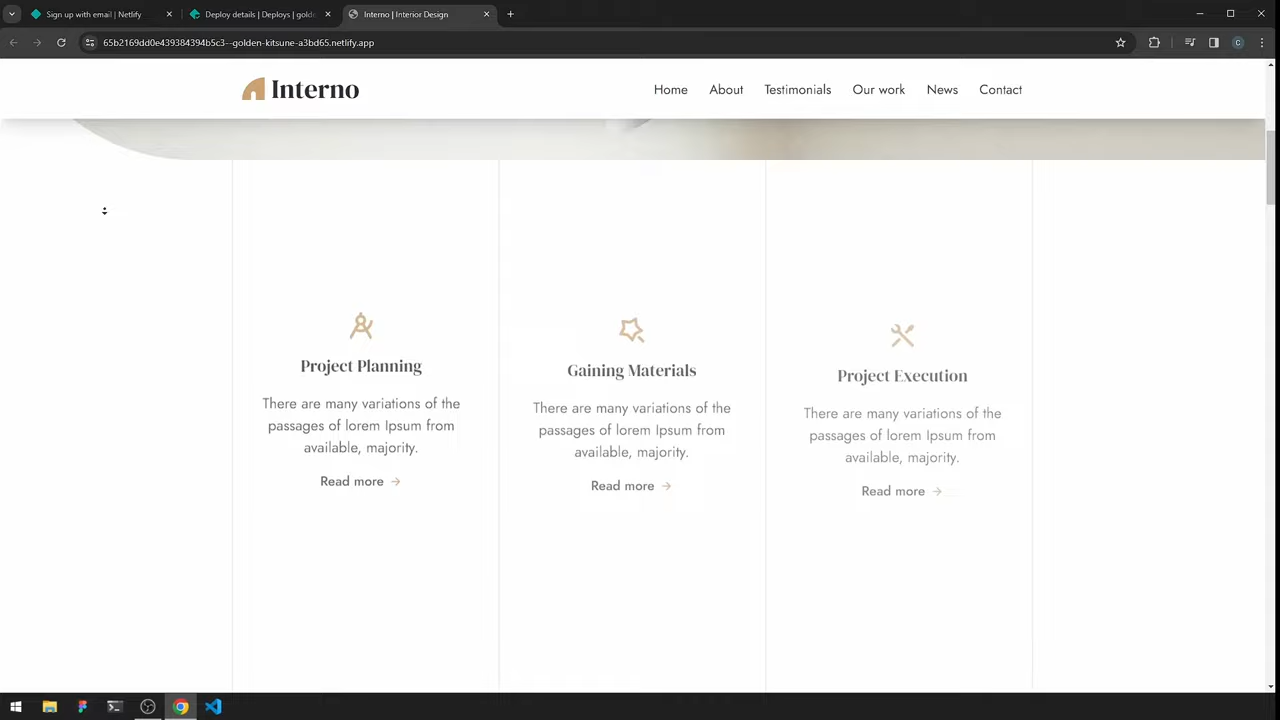 Sign up with email | Netlify
Deploy details | Deploys | golde
Interno | Interior Design
65b2169dd0e439384394b5c3--golden-kitsune-a3bd65.netlify.app
C
Interno
Home About Testimonials Our work News Contact
Project Planning
There are many variations of the
passages of lorem Ipsum from
available, majority.
Read more
Gaining Materials
There are many variations of the
passages of lorem Ipsum from
available, majority.
Read more
Project Execution
There are many variations of the
passages of lorem Ipsum from
available, majority.
Read more